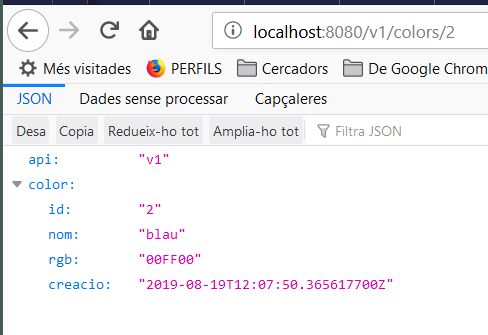 localhost:8080/v1/colors/2
Més visitades PERFILS Cercadors De Google Chrom
JSON Dades sense processar Capçaleres
Desa Copia Redueix-ho tot Amplia-ho tot Filtra JSON
api: "v1"
color:
id: "2"
nom: "blau"
rgb: "00FF00"
creacio: "2019-08-19T12:07:50.365617700Z"